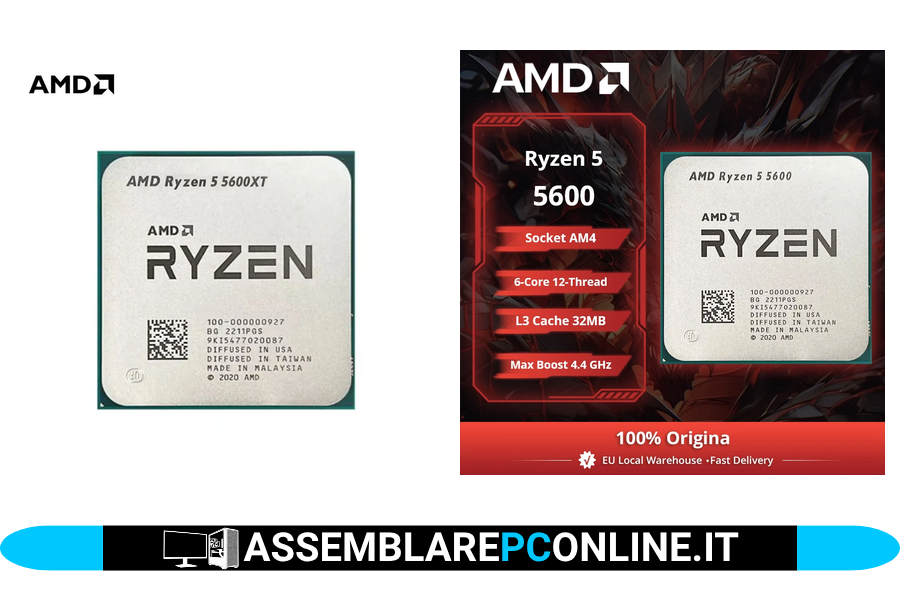 AMD
AMD Ryzen 5 5600XT
AMD
RYZEN
100-000000927
BG 2211PGS
9KI5477020087
DIFFUSED IN USA
DIFFUSED IN TAIWAN
MADE IN MALAYSIA
© 2020 AMD
AMD
Ryzen 5
5600
Socket AM4
6-Core 12-Thread
L3 Cache 32MB
Max Boost 4.4 GHz
AMD Ryzen 5 5600
AMD
RYZEN
100-000000927
BG 2211PGS
9KI5477020087
DIFFUSED IN USA
DIFFUSED IN TAIWAN
MADE IN MALAYSIA
© 2020 AMD
100% Origina
EU Local Warehouse •Fast Delivery
ASSEMBLAREPCONLINE.IT